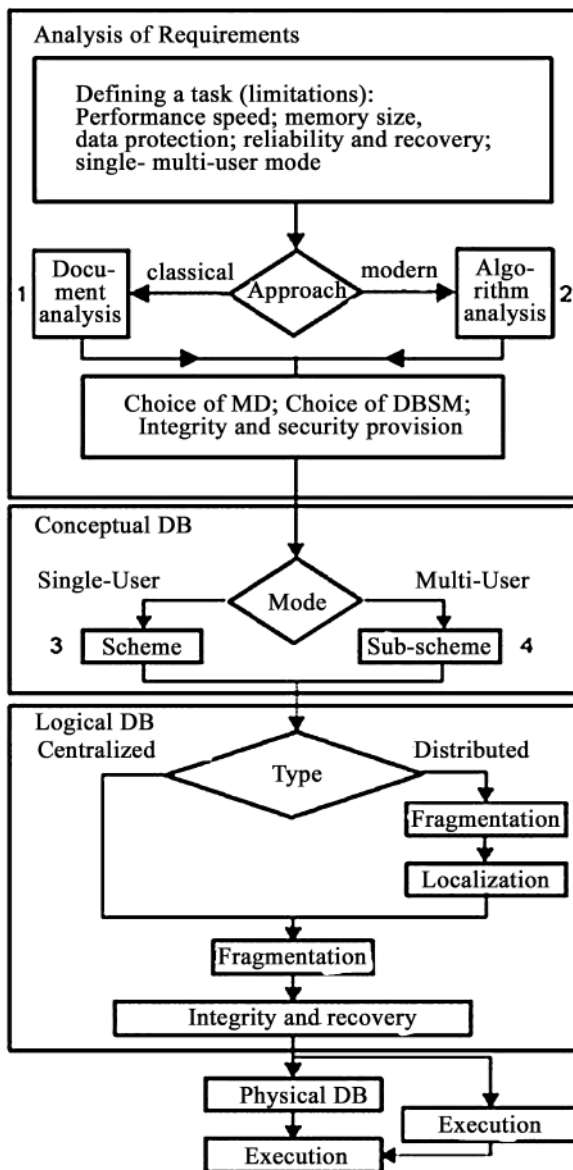 Analysis of Requirements
Defining a task (limitations):
Performance speed; memory size,
data protection; reliability and recovery;
single- multi-user mode
1
Docu-
ment
analysis
classical
Approach
modern
Algo-
rithm
analysis
2
Choice of MD; Choice of DBSM;
Integrity and security provision
Conceptual DB
Single-User
Mode
Multi-User
3
Scheme
Sub-scheme
4
Logical DB
Centralized
Type
Distributed
Fragmentation
Localization
Fragmentation
Integrity and recovery
Physical DB
Execution
Execution